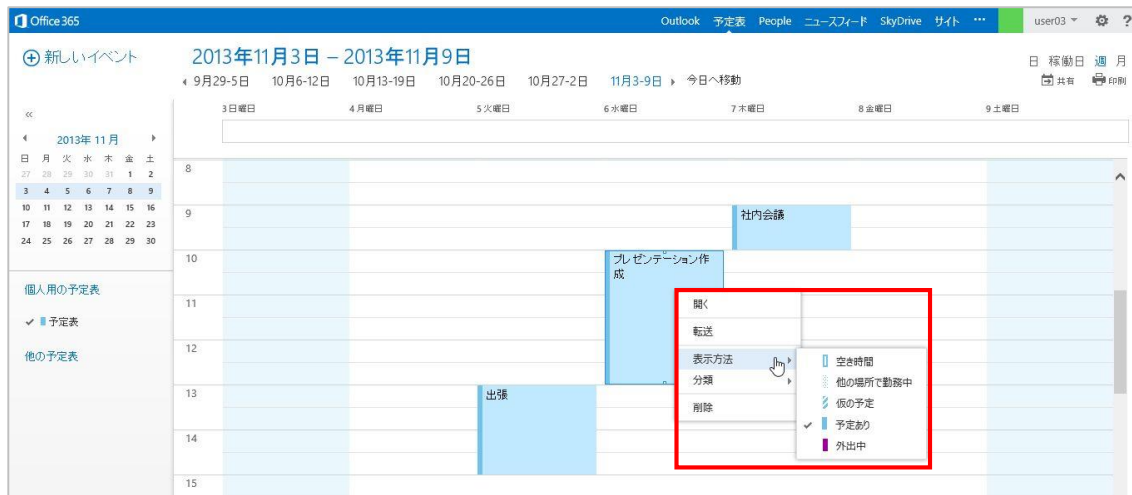 Office 365 Outlook 予定表 People ニュースフィード SkyDrive サイト ••• user03 ?
新しいイベント
2013年11月3日 – 2013年11月9日
日 稼働日 週 月
9月29-5日 10月6-12日 10月13-19日 10月20-26日 10月27-2日 11月3-9日 今日へ移動
共有 印刷
3日曜日 4月曜日 5火曜日 6水曜日 7木曜日 8金曜日 9土曜日
«
2013年 11月
日 月 火 水 木 金 土
27 28 29 30 31 1 2
3 4 5 6 7 8 9
10 11 12 13 14 15 16
17 18 19 20 21 22 23
24 25 26 27 28 29 30
個人用の予定表
予定表
他の予定表
8
9
社内会議
10
プレゼンテーション作
成
11
12
13
出張
14
15
開く
転送
表示方法
分類
削除
空き時間
他の場所で勤務中
仮の予定
予定あり
外出中